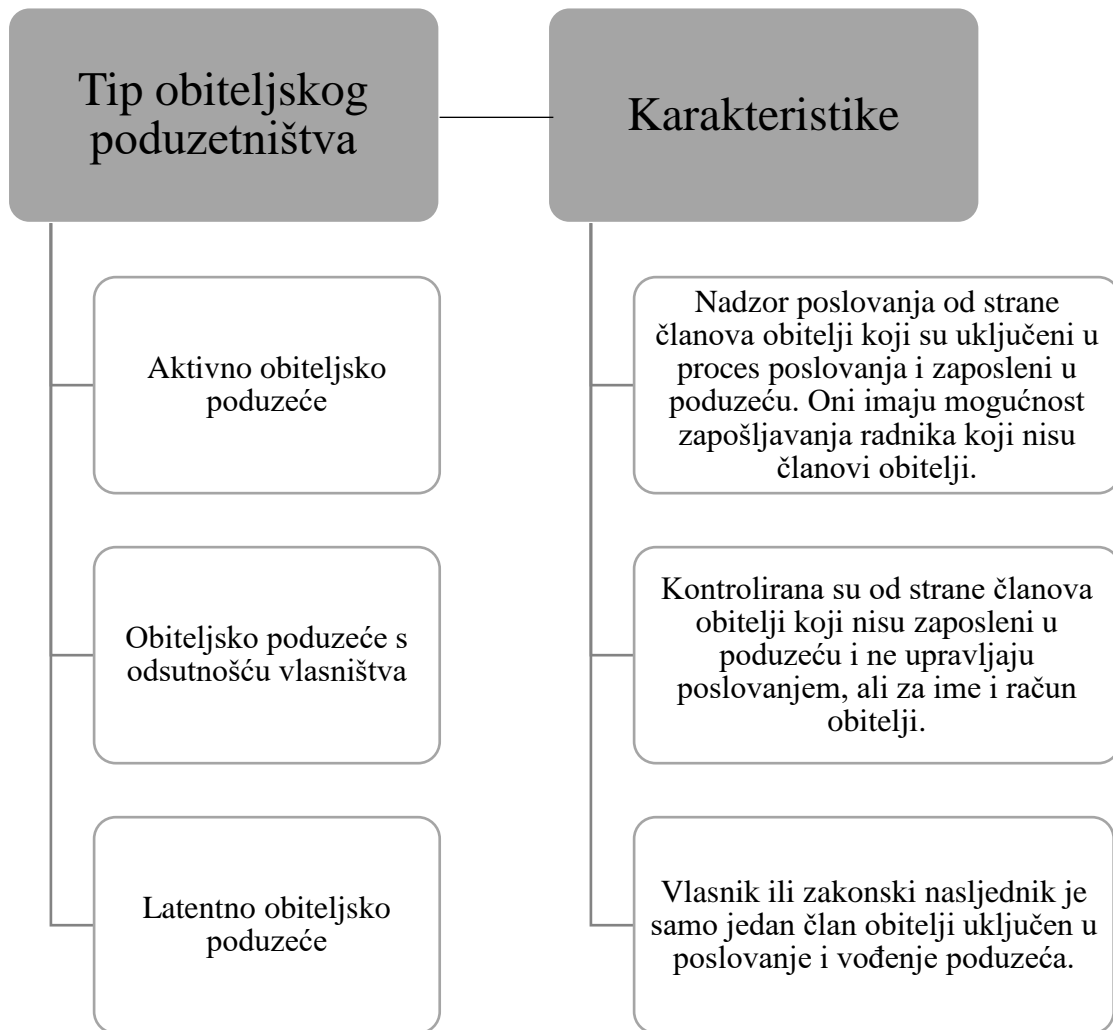 Tip obiteljskog
poduzetništva
Karakteristike
Aktivno obiteljsko
poduzeće
Nadzor poslovanja od strane
članova obitelji koji su uključeni u
proces poslovanja i zaposleni u
poduzeću. Oni imaju mogućnost
zapošljavanja radnika koji nisu
članovi obitelji.
Obiteljsko poduzeće s
odsutnošću vlasništva
Kontrolirana su od strane članova
obitelji koji nisu zaposleni u
poduzeću i ne upravljaju
poslovanjem, ali za ime i račun
obitelji.
Latentno obiteljsko
poduzeće
Vlasnik ili zakonski nasljednik je
samo jedan član obitelji uključen u
poslovanje i vođenje poduzeća.